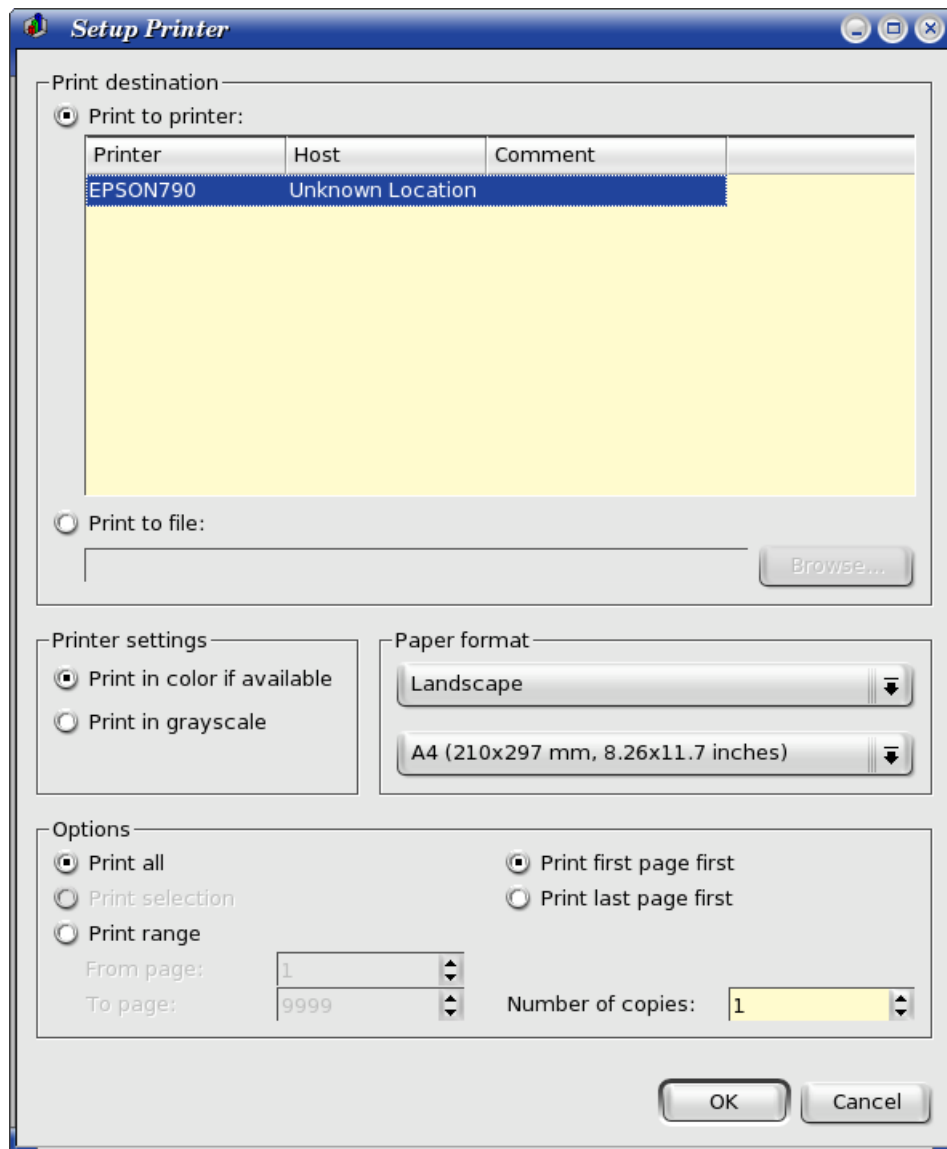 Setup Printer
Print destination
Print to printer:
Printer Host Comment
EPSON790 Unknown Location
Print to file:
Browse...
Printer settings
Print in color if available
Print in grayscale
Paper format
Landscape
A4 (210x297 mm, 8.26x11.7 inches)
Options
Print all
Print selection
Print range
From page: 1
To page: 9999
Print first page first
Print last page first
Number of copies: 1
OK Cancel